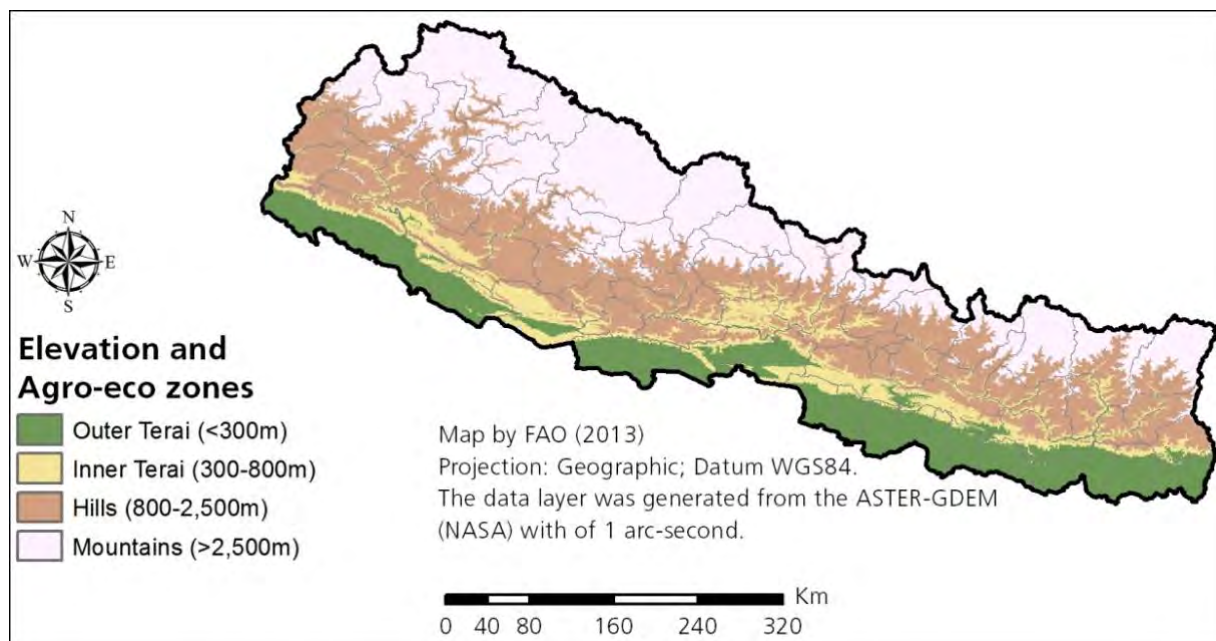 N
W
E
S
Elevation and
Agro-eco zones
Outer Terai (<300m)
Inner Terai (300-800m)
Hills (800-2,500m)
Mountains (>2,500m)
Map by FAO (2013)
Projection: Geographic; Datum WGS84.
The data layer was generated from the ASTER-GDEM
(NASA) with of 1 arc-second.
Km
0 40 80 160 240 320